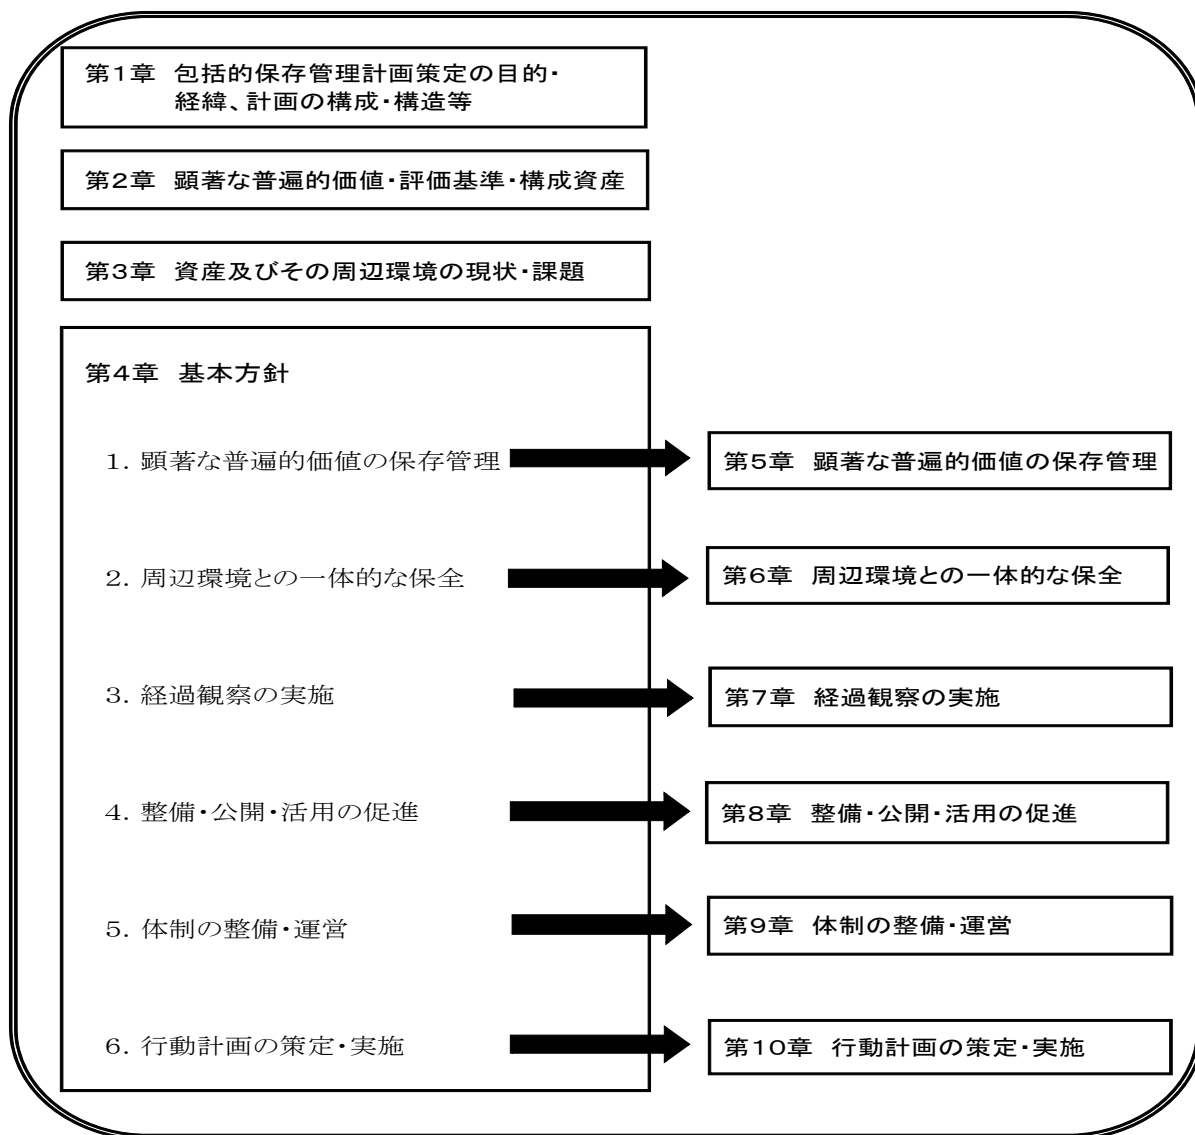 第1章 包括的保存管理計画策定の目的・
経緯、計画の構成・構造等
第2章 顕著な普遍的価値・評価基準・構成資産
第3章 資産及びその周辺環境の現状・課題
第4章 基本方針
1. 顕著な普遍的価値の保存管理
第5章 顕著な普遍的価値の保存管理
2. 周辺環境との一体的な保全
第6章 周辺環境との一体的な保全
3. 経過観察の実施
第7章 経過観察の実施
4. 整備・公開・活用の促進
第8章 整備・公開・活用の促進
5. 体制の整備・運営
第9章 体制の整備・運営
6. 行動計画の策定・実施
第10章 行動計画の策定・実施